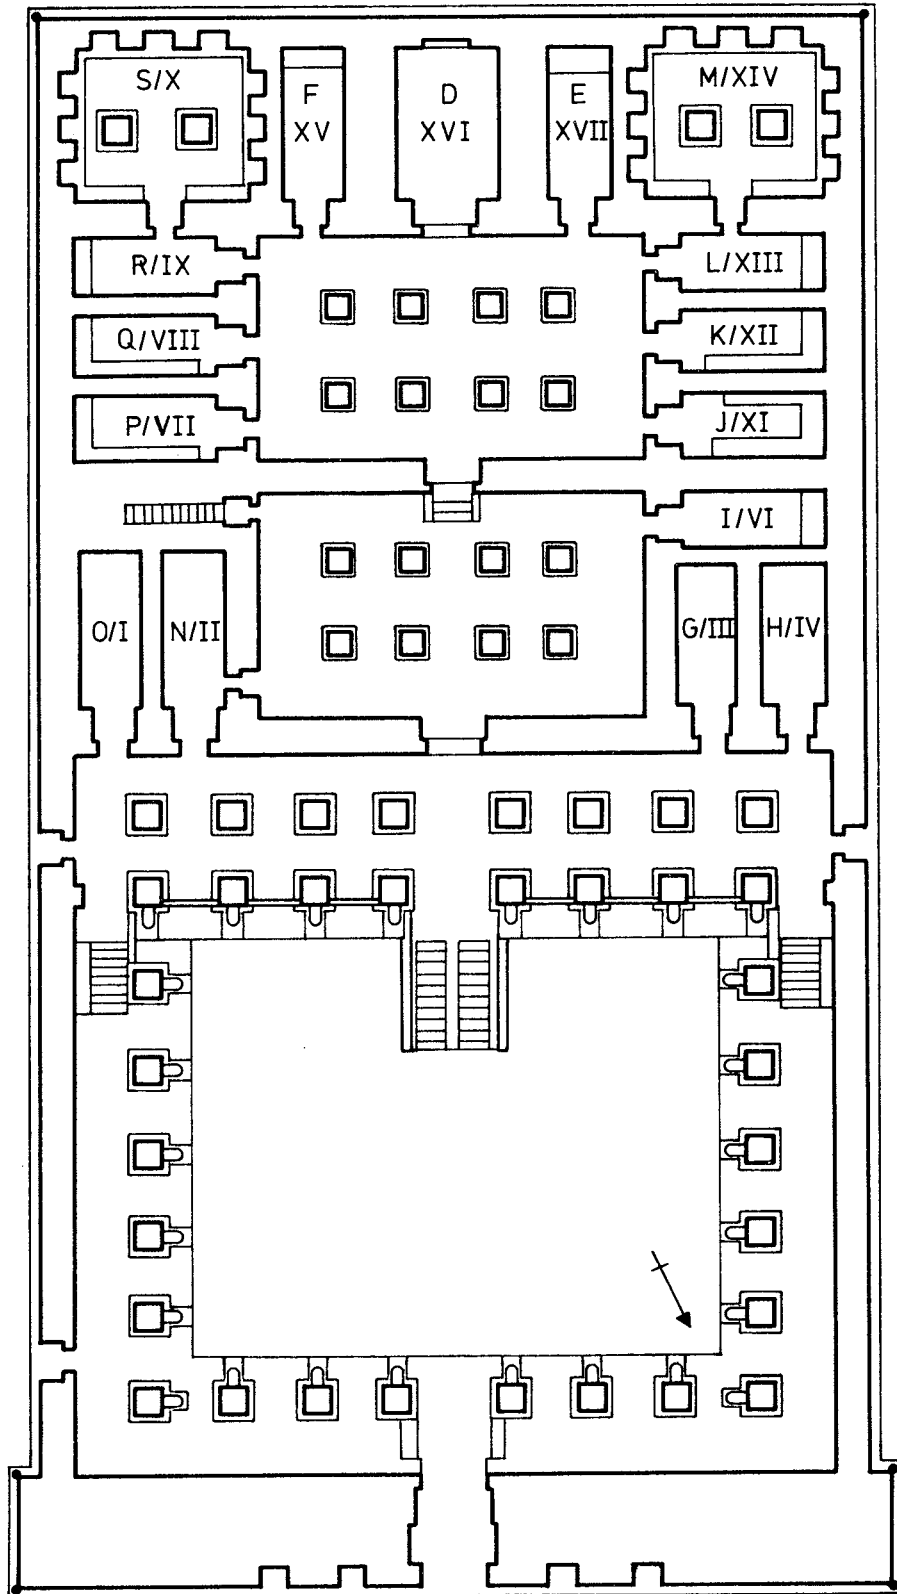 S/X
F
XV
D
XVI
E
XVII
M/XIV
R/IX
L/XIII
Q/VIII
K/XII
P/VII
J/XI
I/VI
O/I
N/II
G/III
H/IV